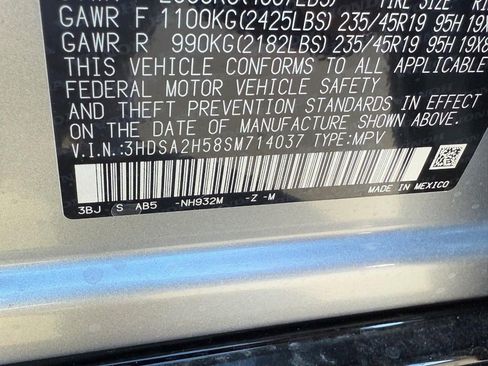 GAWR F 1100KG(2425LBS) 235/45R19 95H 19X
GAWR R 990KG(2182LBS) 235/45R19 95H 19X8
THIS VEHICLE CONFORMS TO ALL APPLICABLE
FEDERAL MOTOR VEHICLE SAFETY
AND THEFT PREVENTION STANDARDS IN EFFECT
ON THE DATE OF MANUFACTURE SHOWN ABOVE.
V.I.N.:3HDSA2H58SM714037 TYPE:MPV
3BJ S AB5 -NH932M -Z -M
MADE IN MEXICO